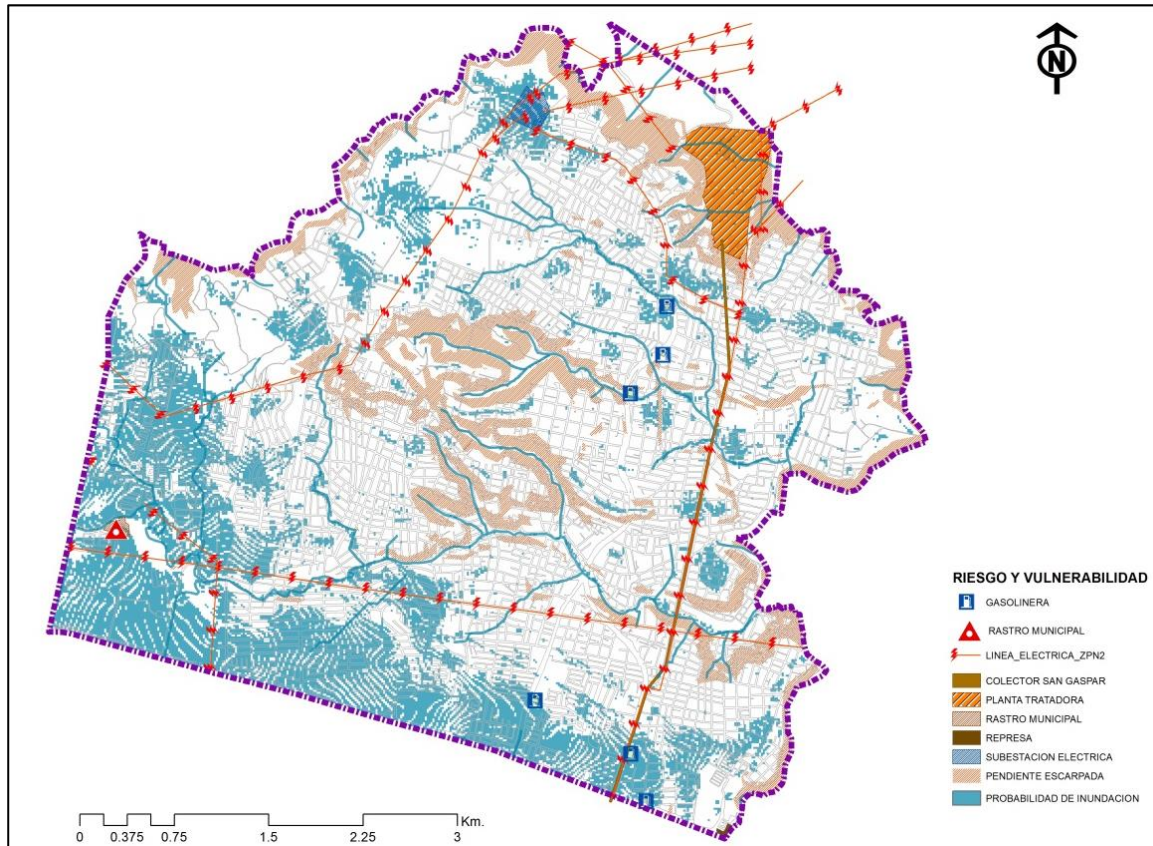 N
RIESGO Y VULNERABILIDAD
GASOLINERA
RASTRO MUNICIPAL
LINEA_ELECTRICA_ZPN2
COLECTOR SAN GASPAR
PLANTA TRATADORA
RASTRO MUNICIPAL
REPRESA
SUBESTACION ELECTRICA
PENDIENTE ESCARPADA
PROBABILIDAD DE INUNDACION
Km.
0 0.375 0.75 1.5 2.25 3